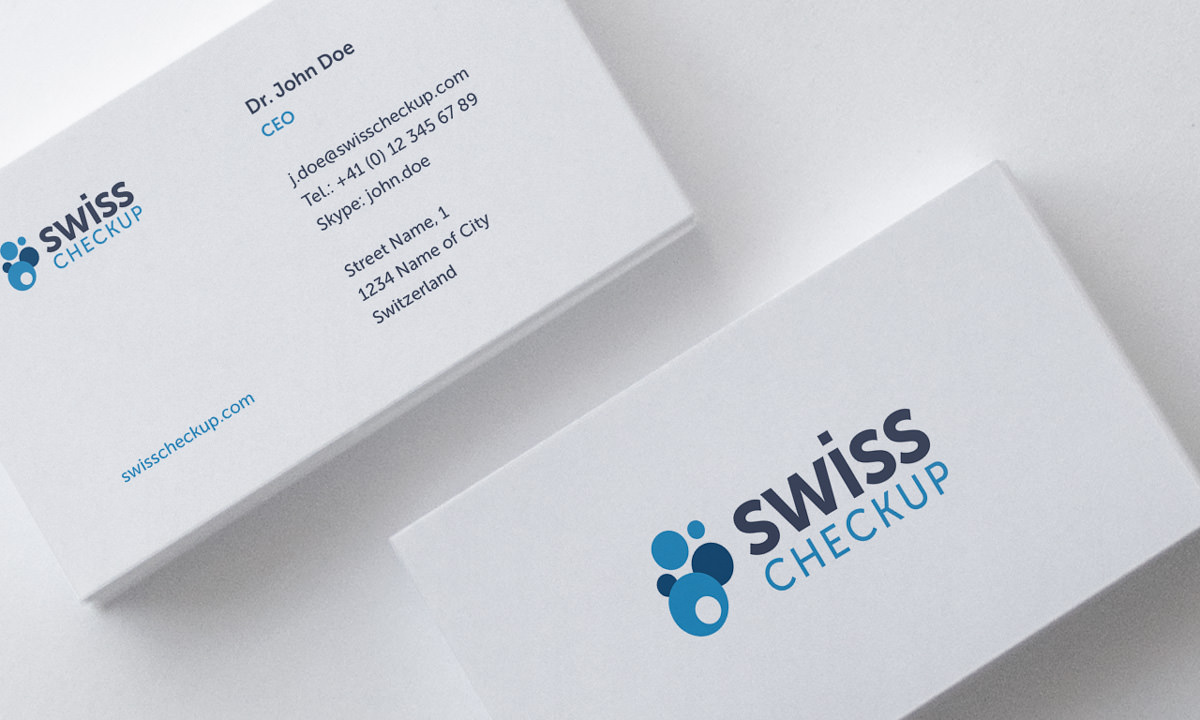 Dr. John Doe
CEO
j.doe@swisscheckup.com
Tel.: +41 (0) 12 345 67 89
Skype: john.doe
Street Name, 1
1234 Name of City
Switzerland
swiss
CHECKUP
swisscheckup.com
swiss
CHECKUP